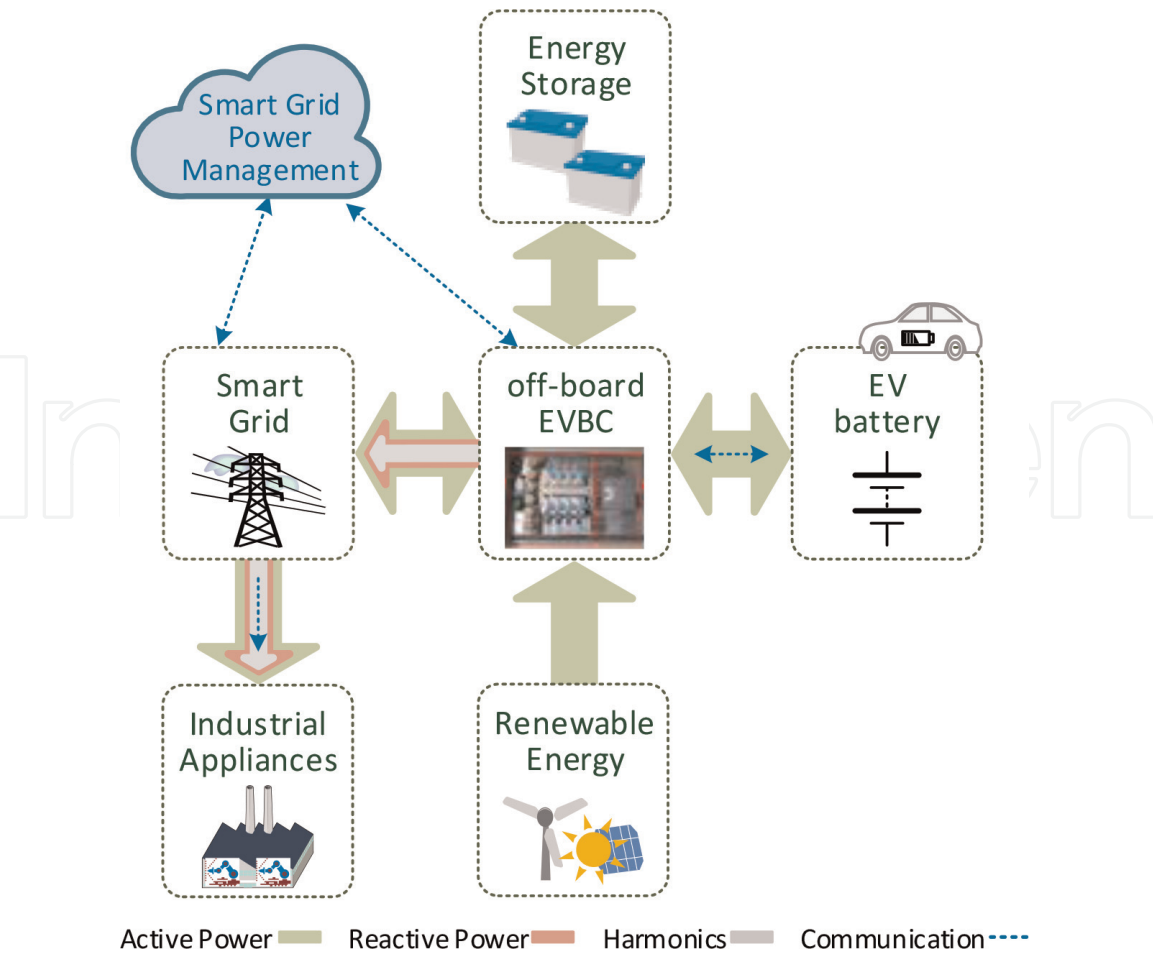 Energy
Storage
Smart Grid
Power
Management
Smart
Grid
off-board
EVBC
EV
battery
Industrial
Appliances
Renewable
Energy
Active Power
Reactive Power
Harmonics
Communication